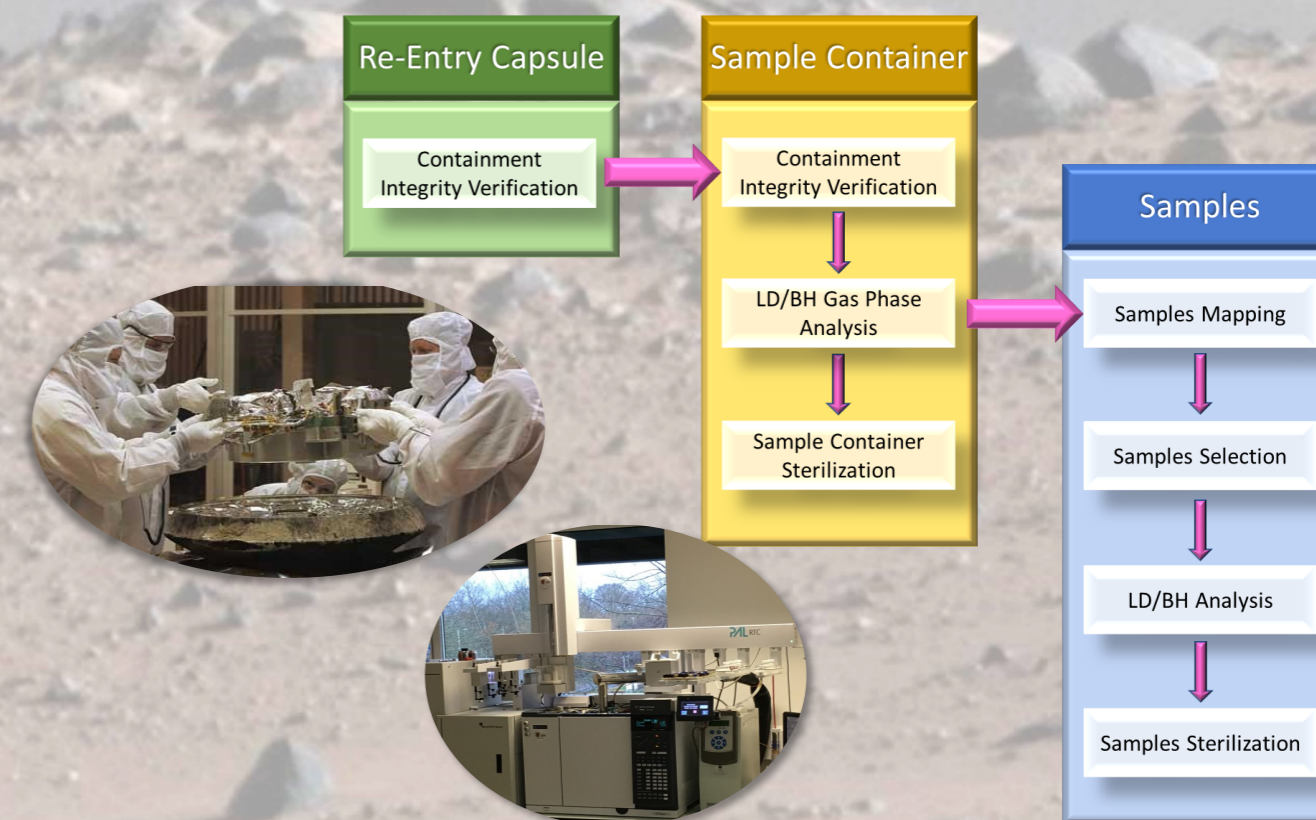 Re-Entry Capsule
Containment
Integrity Verification
Sample Container
Containment
Integrity Verification
LD/BH Gas Phase
Analysis
Sample Container
Sterilization
Samples
Samples Mapping
Samples Selection
LD/BH Analysis
Samples Sterilization
PAL RTC